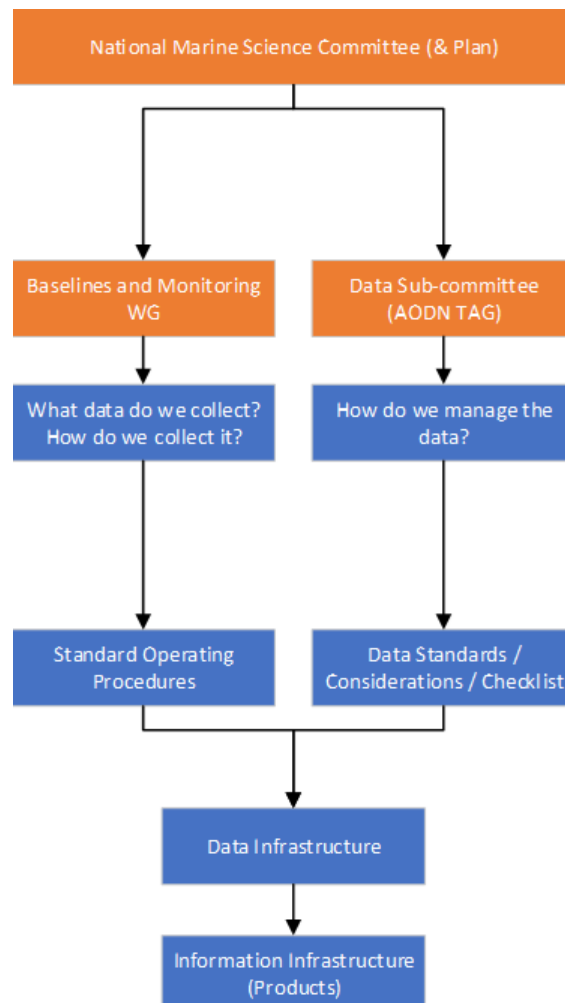 National Marine Science Committee (& Plan)
Baselines and Monitoring
WG
Data Sub-committee
(AODN TAG)
What data do we collect?
How do we collect it?
How do we manage the
data?
Standard Operating
Procedures
Data Standards /
Considerations / Checklist
Data Infrastructure
Information Infrastructure
(Products)